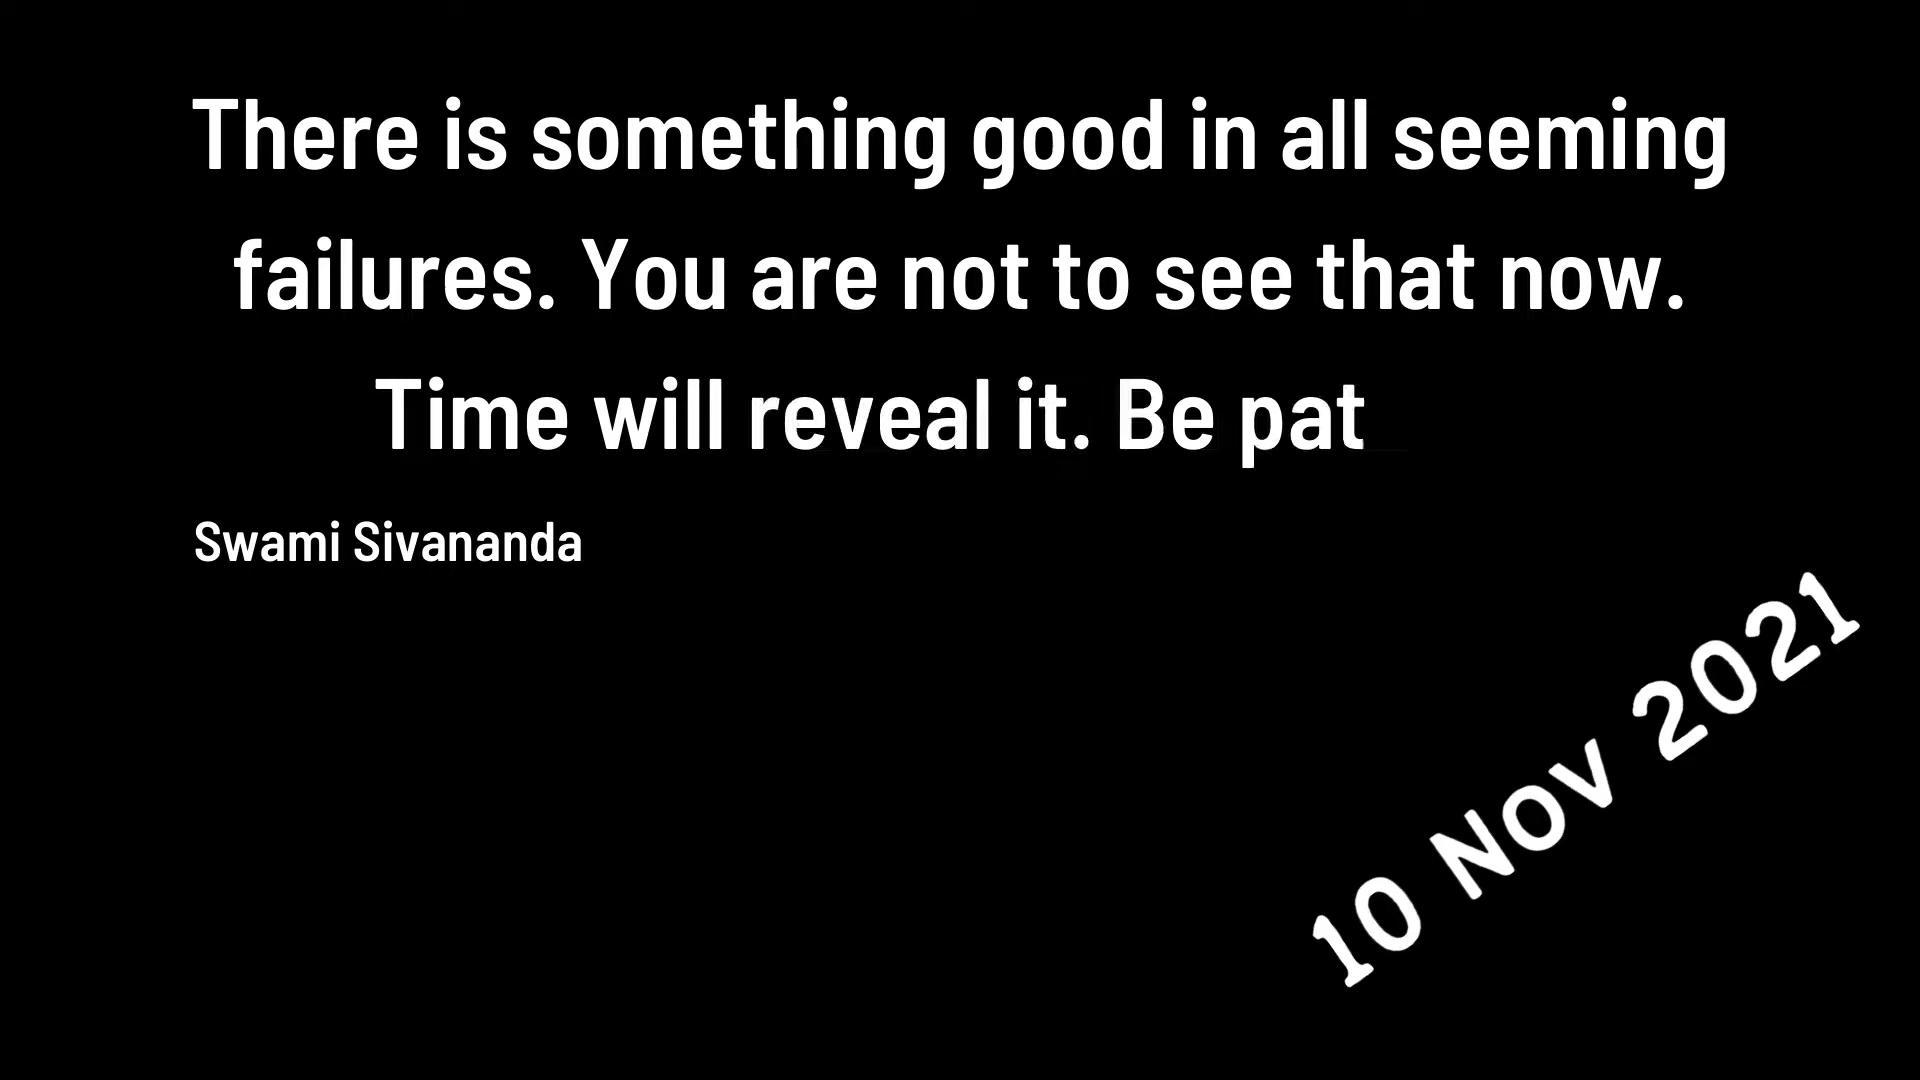 There is something good in all seeming
failures. You are not to see that now.
Time will reveal it. Be pat
Swami Sivananda
10 Nov 2021